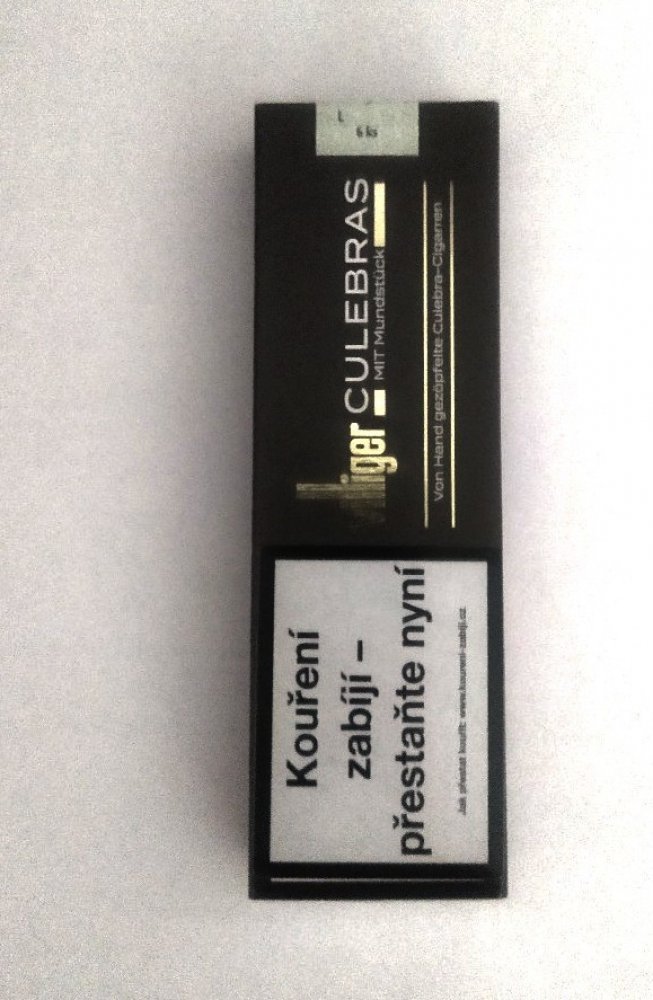 L
6 ks
villiger CULEBRAS
MIT Mundstück
Von Hand gezöpfelte Culebra-Cigarren
Kouření
zabíjí –
přestaňte nyní
Jak přestat kouřit: www.koureni-zabiji.cz